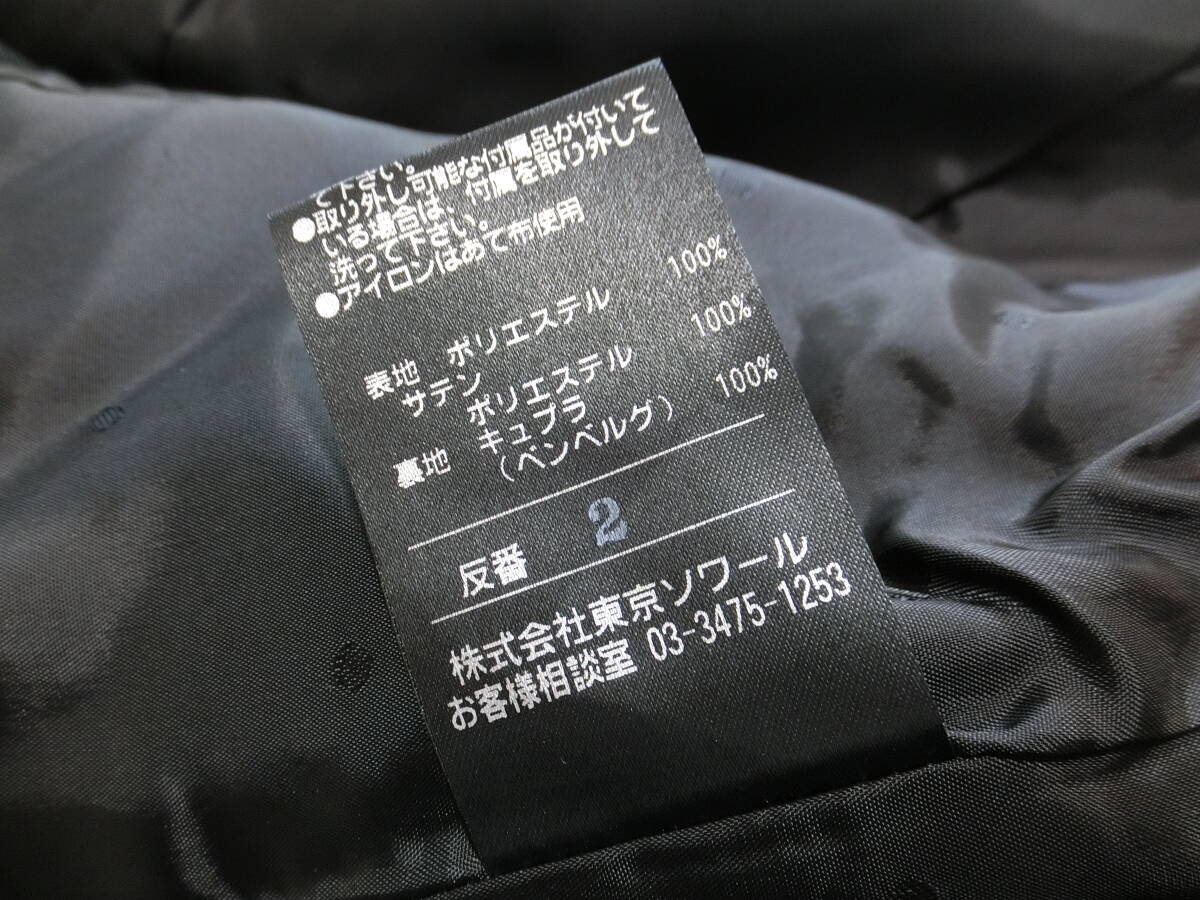 て下さい。
●取り外し可能な付属品が付いて
いる場合は、付属を取り外して
洗って下さい。
●アイロンはあて布使用
表地 ポリエステル 100%
サテン
ポリエステル 100%
裏地 キュプラ 100%
(ベンベルグ)
反番 2
株式会社東京ソワール
お客様相談室 03-3475-1253